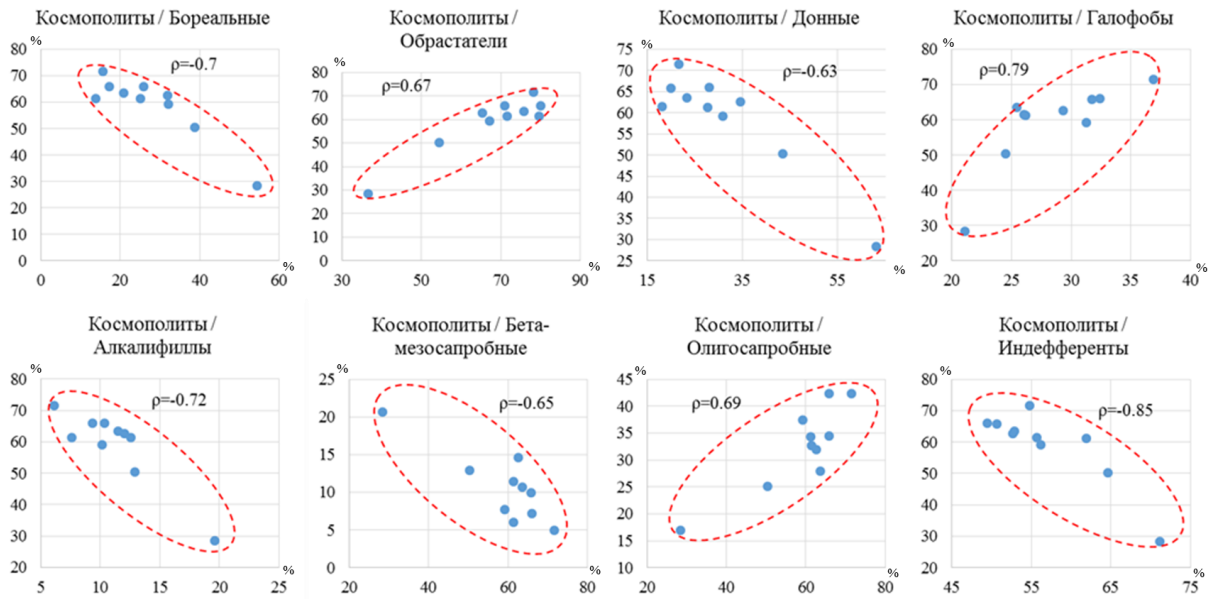 Космополиты / Бореальные
%
ρ=-0.7
80
70
60
50
40
30
20
10
0
0 20 40 60
%
Космополиты /
Обрастатели
%
ρ=0.67
80
70
60
50
40
30
20
10
0
30 50 70 90
%
Космополиты / Донные
%
ρ=-0.63
75
70
65
60
55
50
45
40
35
30
25
15 35 55
%
Космополиты / Галофобы
%
ρ=0.79
80
70
60
50
40
30
20
20 25 30 35 40
%
Космополиты /
Алкалифиллы
%
ρ=-0.72
80
70
60
50
40
30
20
5 10 15 20 25
%
Космополиты / Бета-
мезосапробные
%
ρ=-0.65
25
20
15
10
5
0
20 40 60 80
%
Космополиты /
Олигосапробные
%
ρ=0.69
45
40
35
30
25
20
15
10
20 40 60 80
%
Космополиты /
Индефференты
%
ρ=-0.85
80
70
60
50
40
30
20
45 55 65 75
%